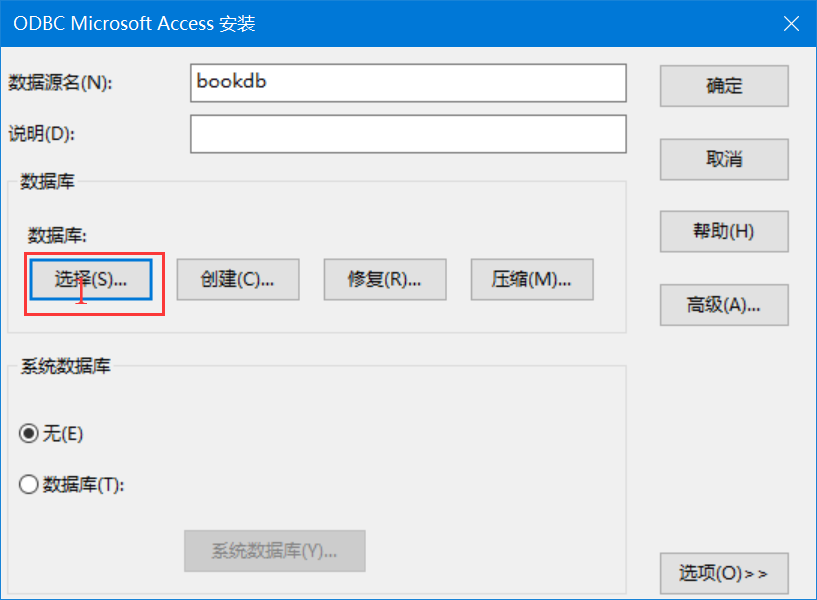 ODBC Microsoft Access 安装
数据源名(N):
bookdb
确定
说明(D):
取消
数据库
数据库:
帮助(H)
选择(S)...
创建(C)...
修复(R)...
压缩(M)...
高级(A)...
系统数据库
无(E)
数据库(T):
系统数据库(Y)...
选项(O)>>